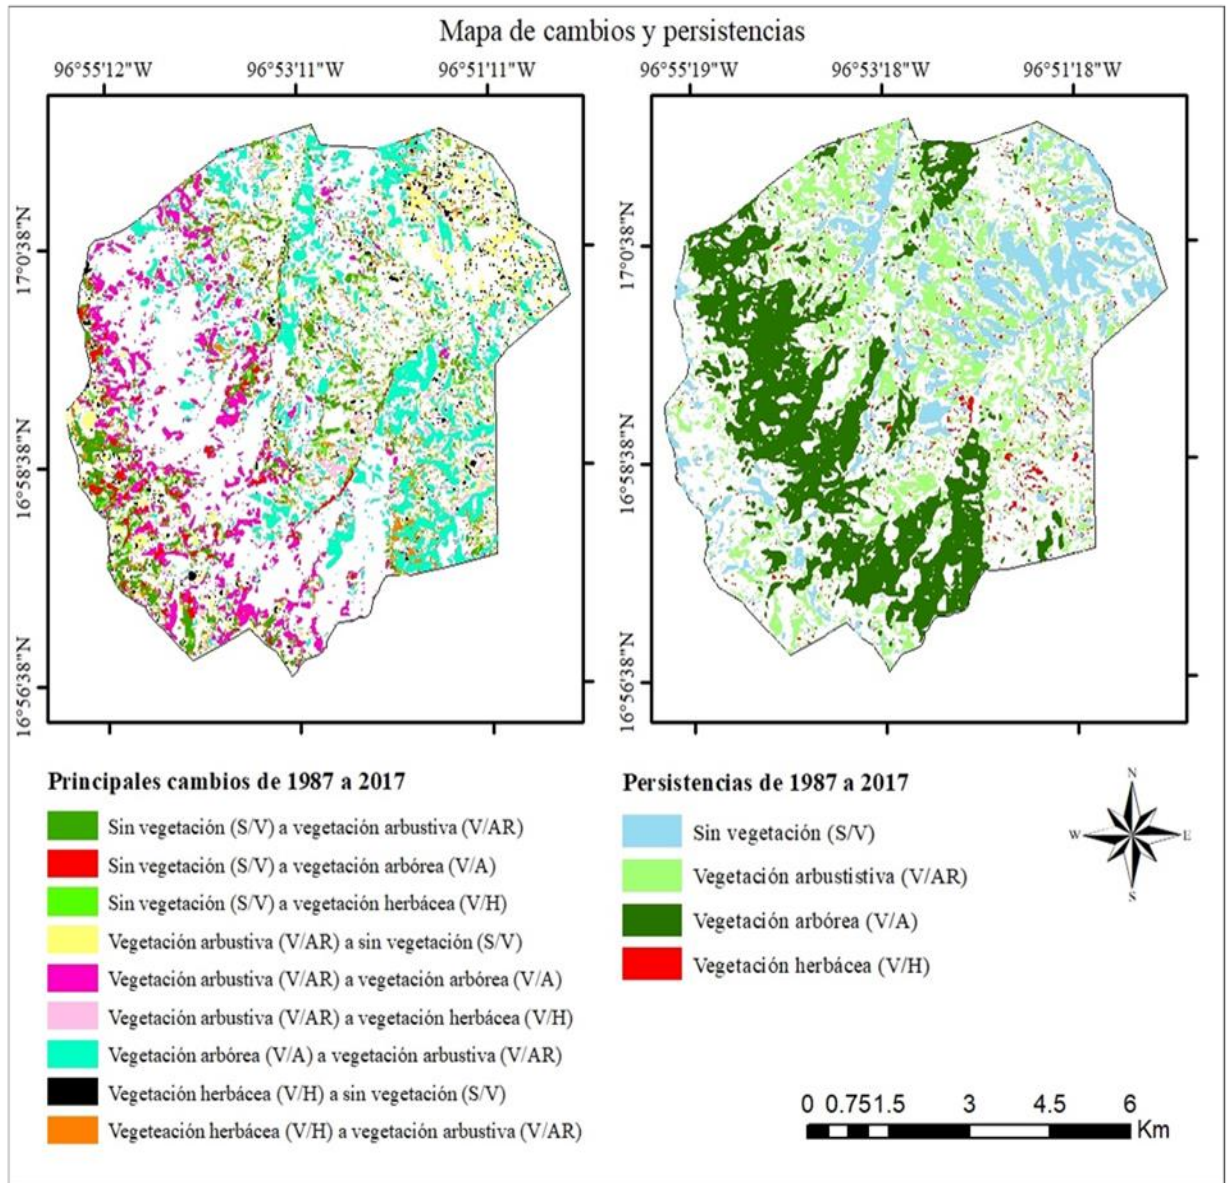 Mapa de cambios y persistencias
96°55'12"W 96°53'11"W 96°51'11"W
96°55'19"W 96°53'18"W 96°51'18"W
17°0'38"N
16°58'38"N
16°56'38"N
17°0'38"N
16°58'38"N
16°56'38"N
Principales cambios de 1987 a 2017
Sin vegetación (S/V) a vegetación arbustiva (V/AR)
Sin vegetación (S/V) a vegetación arbórea (V/A)
Sin vegetación (S/V) a vegetación herbácea (V/H)
Vegetación arbustiva (V/AR) a sin vegetación (S/V)
Vegetación arbustiva (V/AR) a vegetación arbórea (V/A)
Vegetación arbustiva (V/AR) a vegetación herbácea (V/H)
Vegetación arbórea (V/A) a vegetación arbustiva (V/AR)
Vegetación herbácea (V/H) a sin vegetación (S/V)
Vegeteación herbácea (V/H) a vegetación arbustiva (V/AR)
Persistencias de 1987 a 2017
Sin vegetación (S/V)
Vegetación arbustistiva (V/AR)
Vegetación arbórea (V/A)
Vegetación herbácea (V/H)
N
W E
S
0 0.751.5 3 4.5 6
Km